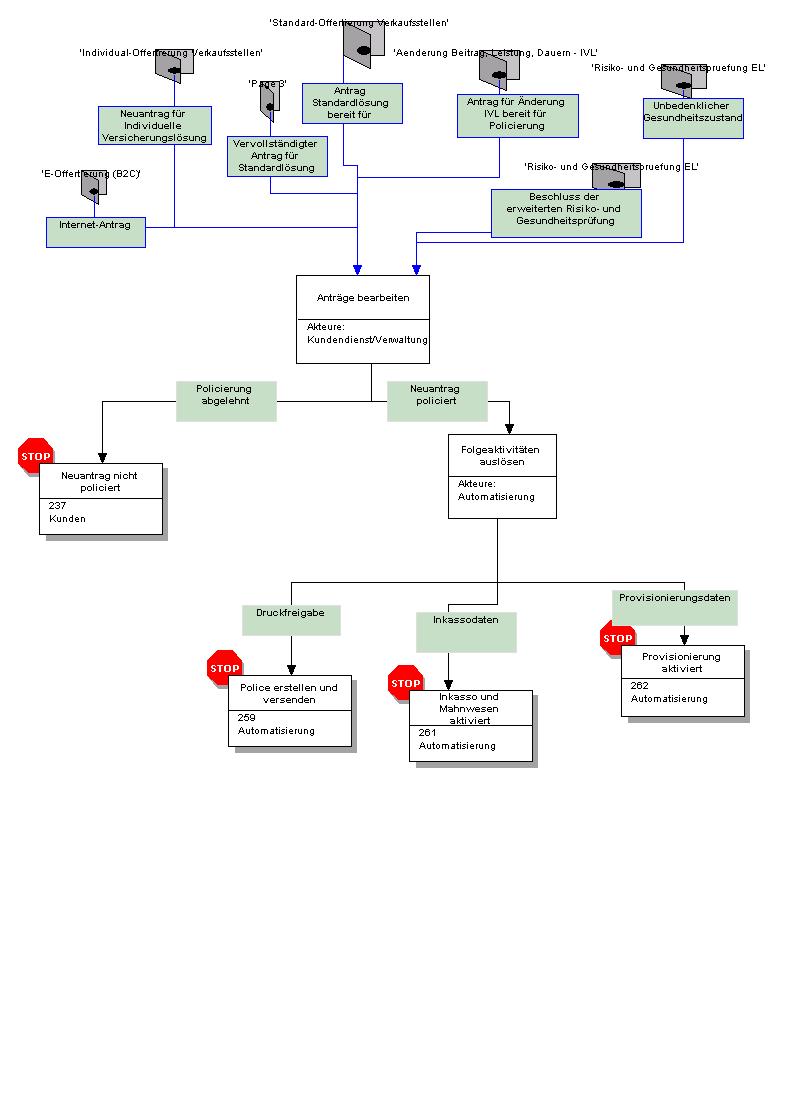 'Standard-Offertierung Verkaufsstellen'
'Individual-Offertierung Verkaufsstellen'
'Aenderung Beitrag, Leistung, Dauern - IVL'
'Risiko- und Gesundheitspruefung EL'
'Page 3'
Antrag
Standardlösung
bereit für
Antrag für Änderung
IVL bereit für
Policierung
Unbedenklicher
Gesundheitszustand
Neuantrag für
Individuelle
Versicherungslösung
Vervollständigter
Antrag für
Standardlösung
'E-Offertierung (B2C)'
'Risiko- und Gesundheitspruefung EL'
Beschluss der
erweiterten Risiko- und
Gesundheitsprüfung
Internet-Antrag
Anträge bearbeiten
Akteure:
Kundendienst/Verwaltung
Policierung
abgelehnt
Neuantrag
policiert
STOP
Neuantrag nicht
policiert
237
Kunden
Folgeaktivitäten
auslösen
Akteure:
Automatisierung
Druckfreigabe
Inkassodaten
Provisionierungsdaten
STOP
Police erstellen und
versenden
259
Automatisierung
STOP
Inkasso und
Mahnwesen
aktiviert
261
Automatisierung
STOP
Provisionierung
aktiviert
262
Automatisierung